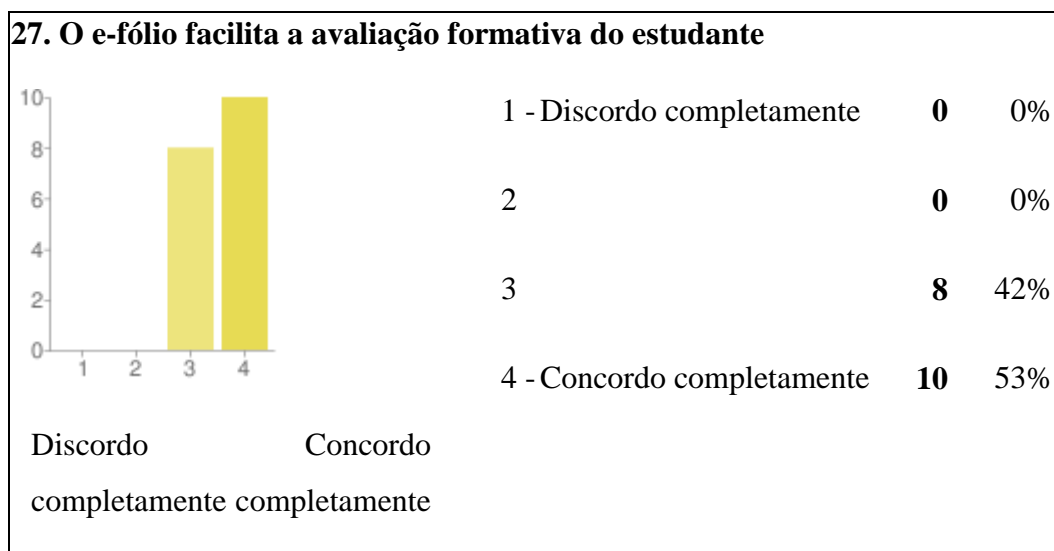 27. O e-fólio facilita a avaliação formativa do estudante
10
8
6
4
2
0
1 2 3 4
Discordo Concordo
completamente completamente
1 - Discordo completamente 0 0%
2 0 0%
3 8 42%
4 - Concordo completamente 10 53%